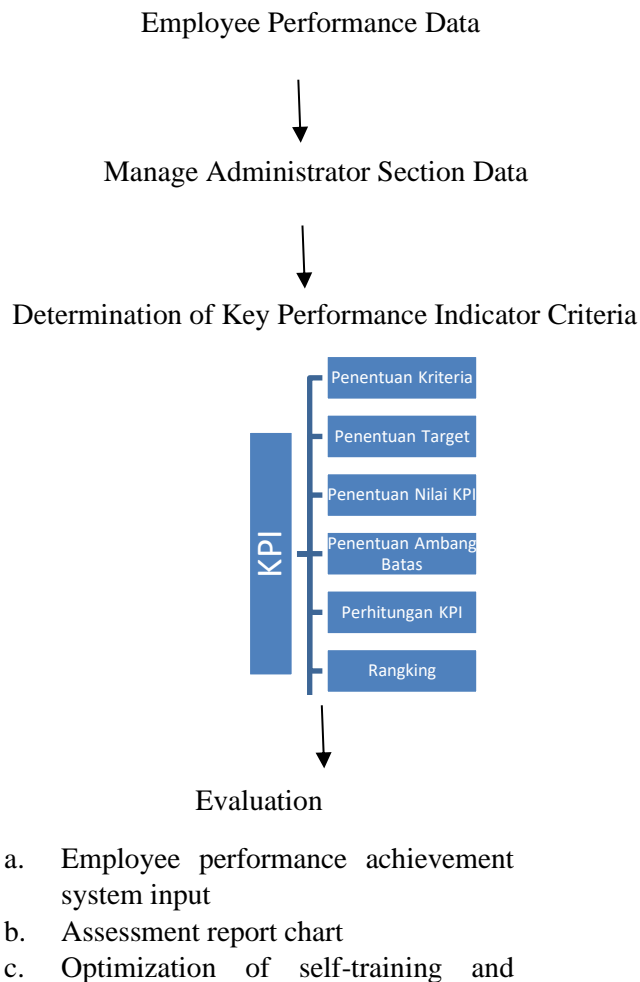 Employee Performance Data
Manage Administrator Section Data
Determination of Key Performance Indicator Criteria
KPI
Penentuan Kriteria
Penentuan Target
Penentuan Nilai KPI
Penentuan Ambang
Batas
Perhitungan KPI
Rangking
Evaluation
a. Employee performance achievement
system input
b. Assessment report chart
c. Optimization of self-training and